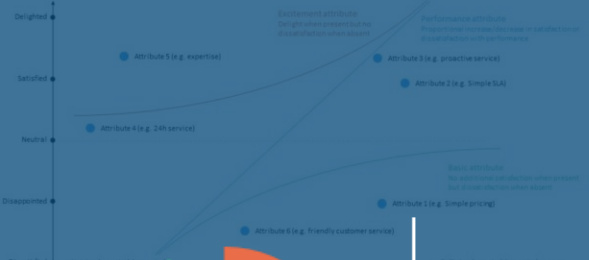 Delighted
Excitement attribute
Delight when present but no
dissatisfaction when absent
Performance attribute
Proportional increase/decrease in satisfaction/
dissatisfaction with performance
Attribute 5 (e.g. expertise)
Attribute 3 (e.g. proactive service)
Satisfied
Attribute 2 (e.g. Simple SLA)
Attribute 4 (e.g. 24h service)
Neutral
Basic attribute
No additional satisfaction when present
but dissatisfaction when absent
Disappointed
Attribute 1 (e.g. Simple pricing)
Attribute 6 (e.g. friendly customer service)